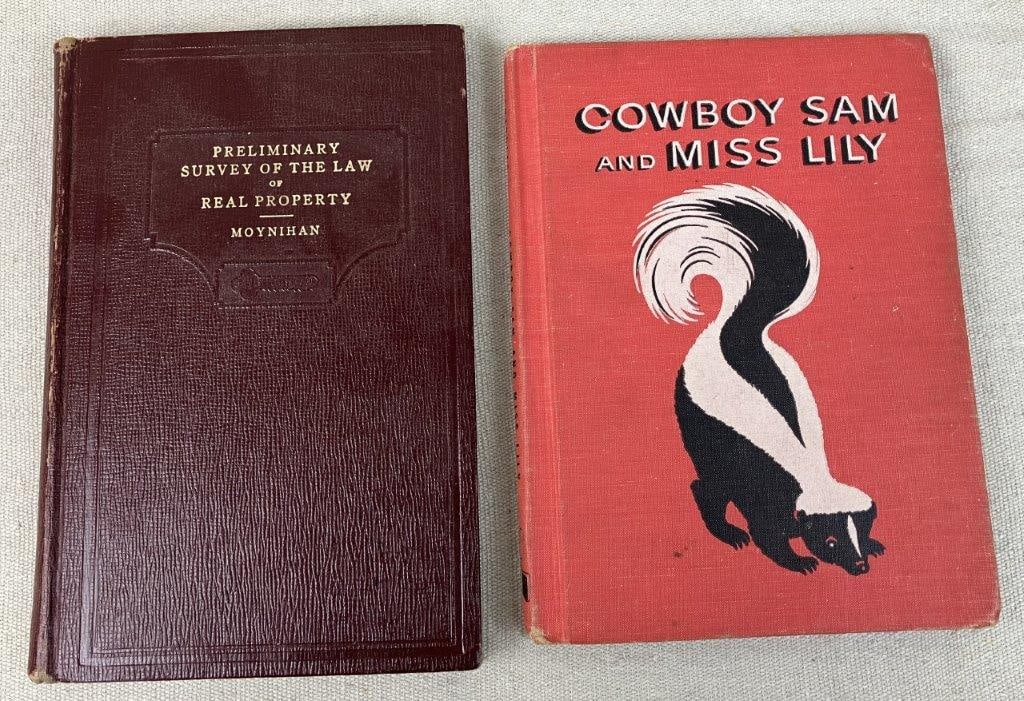 PRELIMINARY
SURVEY OF THE LAW
OF
REAL PROPERTY
MOYNIHAN
COWBOY SAM
AND MISS LILY